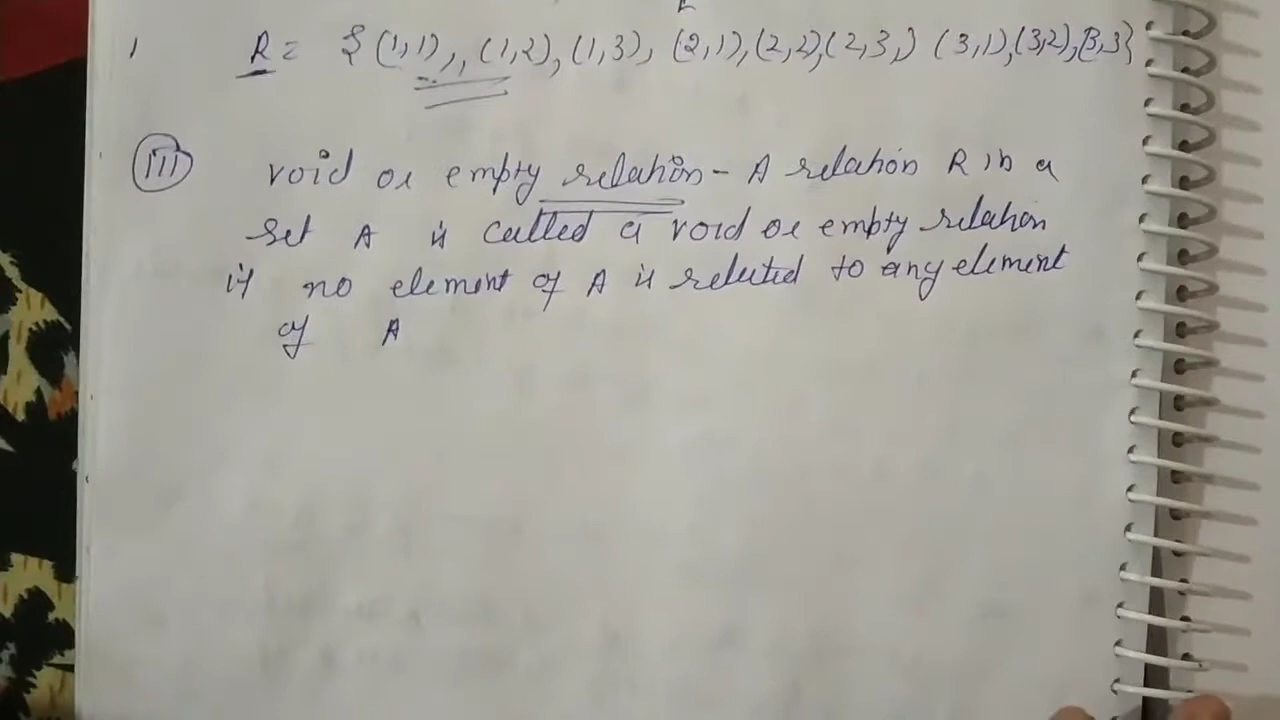 R = {(1,1), (1,2), (1,3), (2,1), (2,2) (2,3,) (3,1), (3,2), (3,3}
(III) void or empty relation - A relation R in a
set A is called a void or empty relation
if no element of A is related to any element
of A